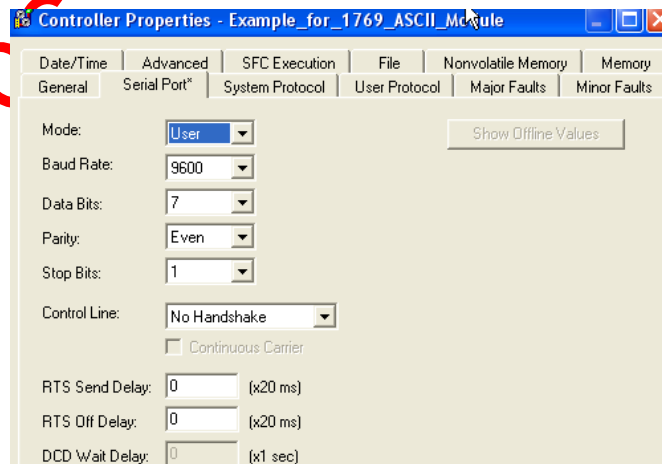 Controller Properties - Example_for_1769_ASCII_Module
Date/Time Advanced SFC Execution File Nonvolatile Memory Memory
General Serial Port* System Protocol User Protocol Major Faults Minor Faults
Mode: User Show Offline Values
Baud Rate: 9600
Data Bits: 7
Parity: Even
Stop Bits: 1
Control Line: No Handshake
Continuous Carrier
RTS Send Delay: 0 (x20 ms)
RTS Off Delay: 0 (x20 ms)
DCD Wait Delay: 0 (x1 sec)